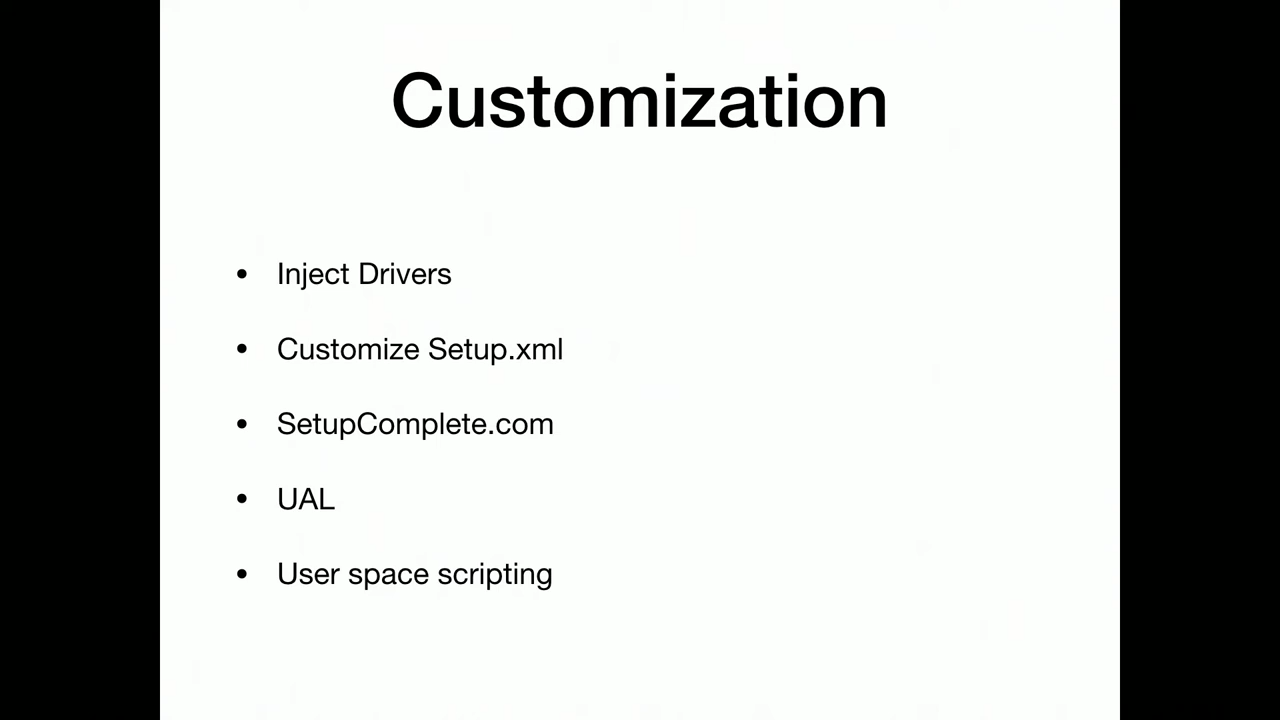 Customization
• Inject Drivers
• Customize Setup.xml
• SetupComplete.com
• UAL
• User space scripting